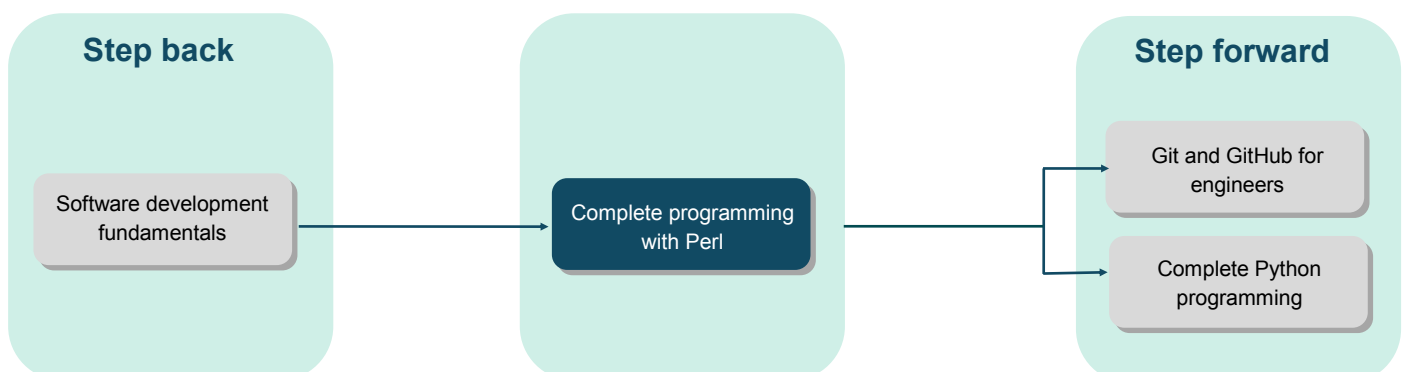 Step back
Software development
fundamentals
Complete programming
with Perl
Step forward
Git and GitHub for
engineers
Complete Python
programming